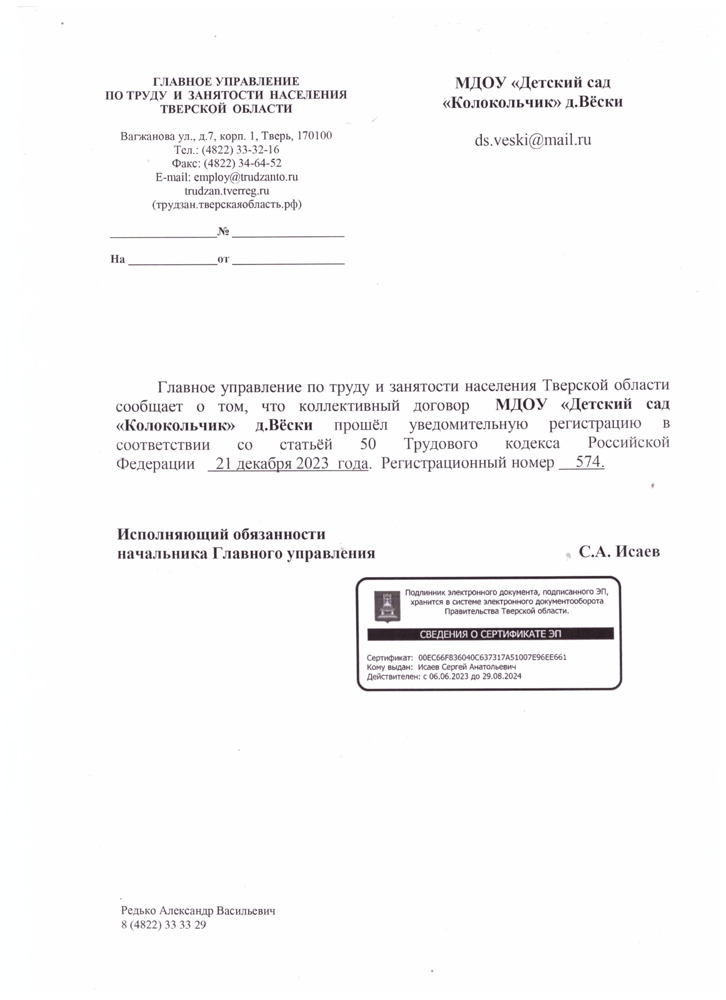 ГЛАВНОЕ УПРАВЛЕНИЕ
ПО ТРУДУ И ЗАНЯТОСТИ НАСЕЛЕНИЯ
ТВЕРСКОЙ ОБЛАСТИ
Вагжанова ул., д.7, корп. 1, Тверь, 170100
Тел.: (4822) 33-32-16
Факс: (4822) 34-64-52
E-mail: employ@trudzanto.ru
trudzan.tverreg.ru
(трудзан.тверскаяобласть.рф)
_________________№ __________________
На ______________от __________________
МДОУ «Детский сад
«Колокольчик» д.Вёски
ds.veski@mail.ru
Главное управление по труду и занятости населения Тверской области
сообщает о том, что коллективный договор МДОУ «Детский сад
«Колокольчик» д.Вёски прошёл уведомительную регистрацию в
соответствии со статьёй 50 Трудового кодекса Российской
Федерации 21 декабря 2023 года. Регистрационный номер 574.
Исполняющий обязанности
начальника Главного управления С.А. Исаев
Подлинник электронного документа, подписанного ЭП,
хранится в системе электронного документооборота
Правительства Тверской области.
СВЕДЕНИЯ О СЕРТИФИКАТЕ ЭП
Сертификат: 00EC66F836040C637317A51007E96EE661
Кому выдан: Исаев Сергей Анатольевич
Действителен: с 06.06.2023 до 29.08.2024
Редько Александр Васильевич
8 (4822) 33 33 29